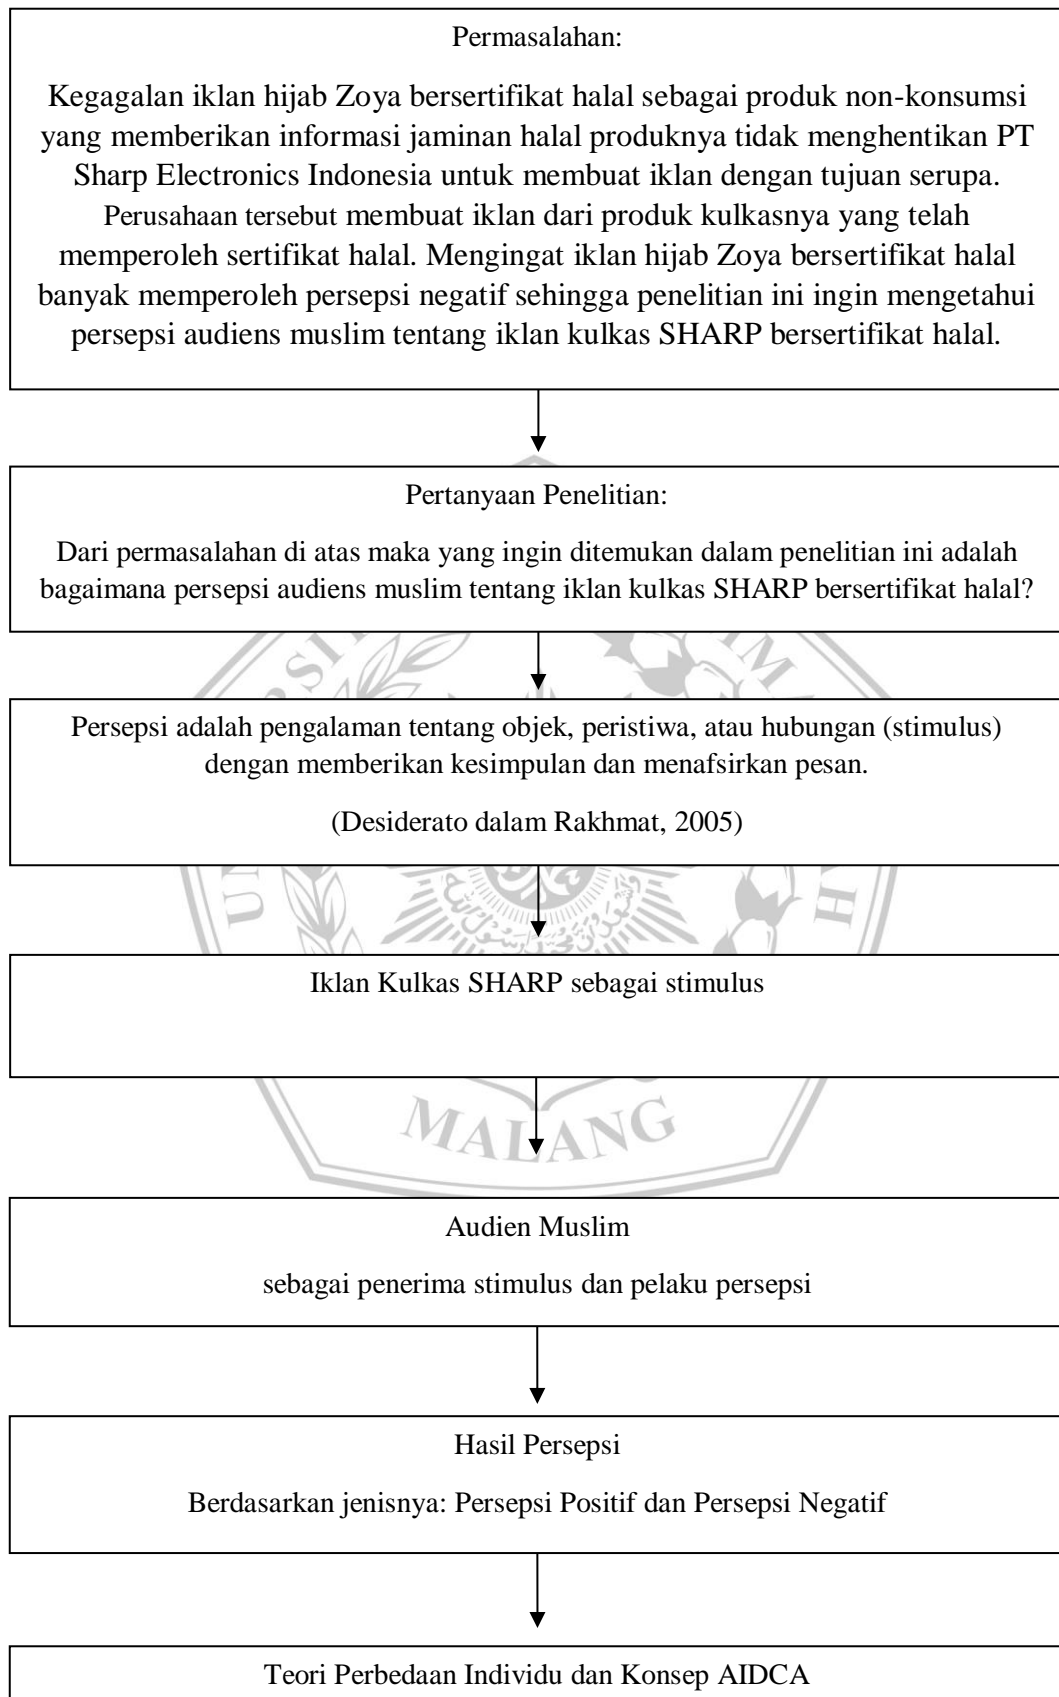 Permasalahan:
Kegagalan iklan hijab Zoya bersertifikat halal sebagai produk non-konsumsi
yang memberikan informasi jaminan halal produknya tidak menghentikan PT
Sharp Electronics Indonesia untuk membuat iklan dengan tujuan serupa.
Perusahaan tersebut membuat iklan dari produk kulkasnya yang telah
memperoleh sertifikat halal. Mengingat iklan hijab Zoya bersertifikat halal
banyak memperoleh persepsi negatif sehingga penelitian ini ingin mengetahui
persepsi audiens muslim tentang iklan kulkas SHARP bersertifikat halal.
Pertanyaan Penelitian:
Dari permasalahan di atas maka yang ingin ditemukan dalam penelitian ini adalah
bagaimana persepsi audiens muslim tentang iklan kulkas SHARP bersertifikat halal?
Persepsi adalah pengalaman tentang objek, peristiwa, atau hubungan (stimulus)
dengan memberikan kesimpulan dan menafsirkan pesan.
(Desiderato dalam Rakhmat, 2005)
Iklan Kulkas SHARP sebagai stimulus
MALANG
Audien Muslim
sebagai penerima stimulus dan pelaku persepsi
Hasil Persepsi
Berdasarkan jenisnya: Persepsi Positif dan Persepsi Negatif
Teori Perbedaan Individu dan Konsep AIDCA